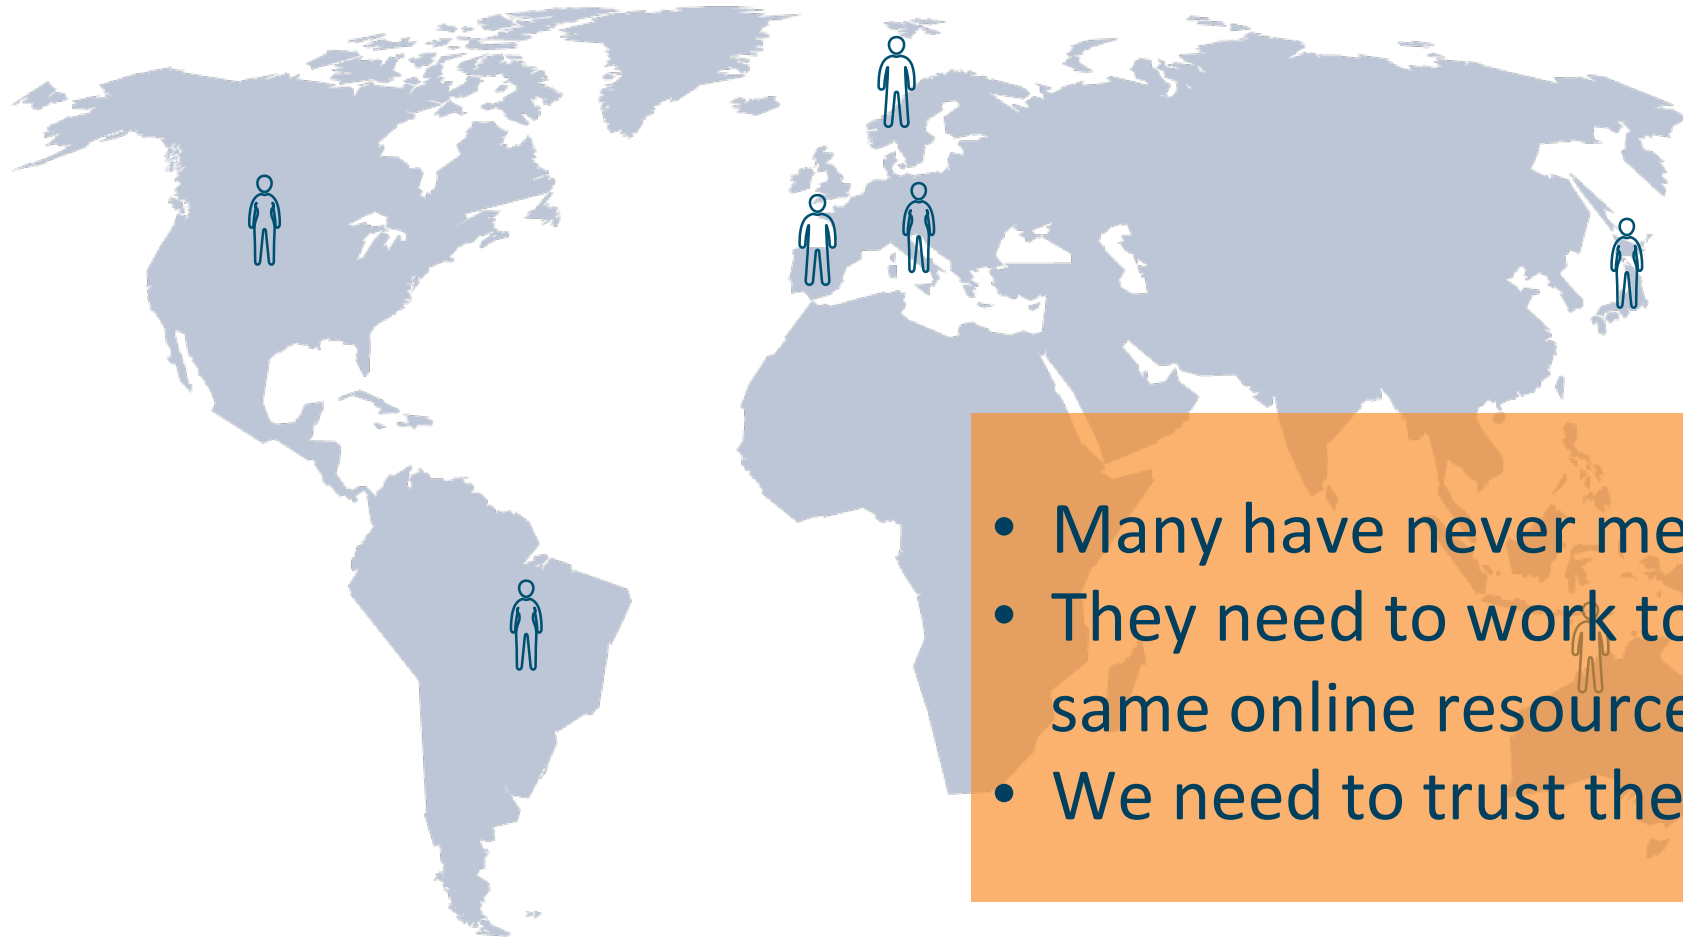 • Many have never me
• They need to work to
same online resource
• We need to trust the